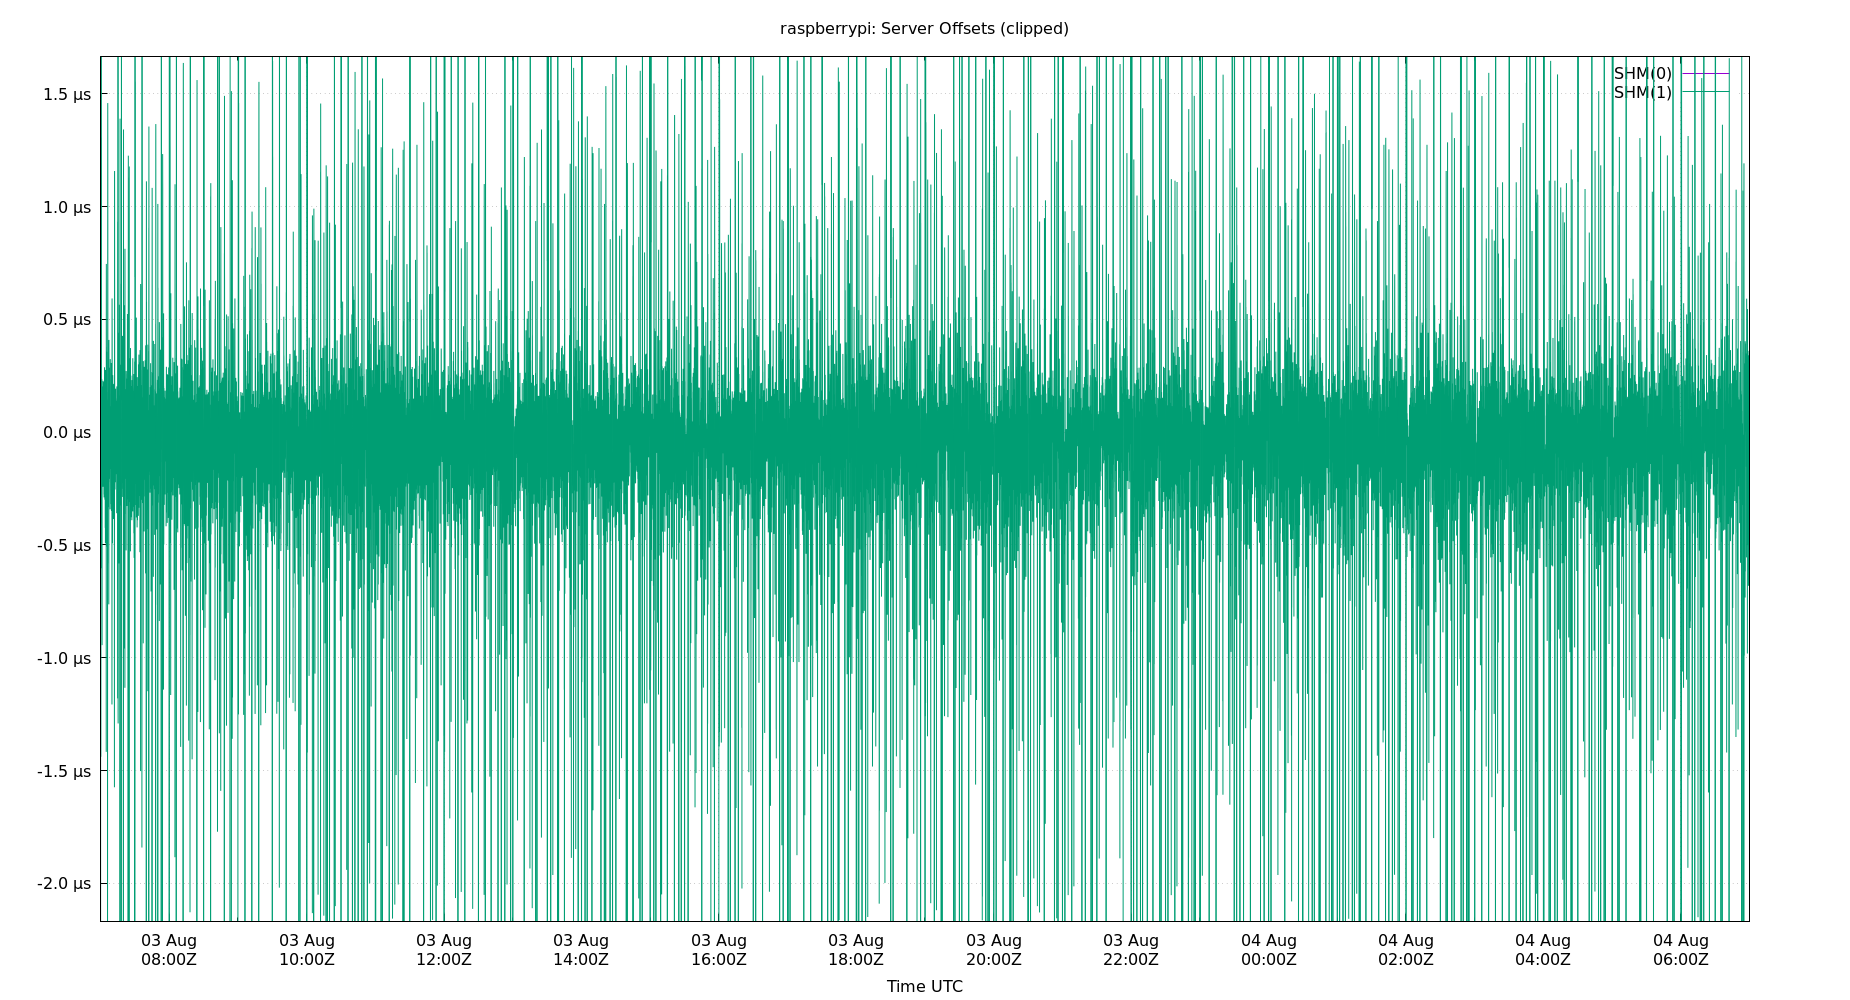 raspberrypi: Server Offsets (clipped)
SHM(0)
SHM(1)
1.5 µs
1.0 µs
0.5 µs
0.0 µs
-0.5 µs
-1.0 µs
-1.5 µs
-2.0 µs
03 Aug 03 Aug 03 Aug 03 Aug 03 Aug 03 Aug 03 Aug 03 Aug 04 Aug 04 Aug 04 Aug 04 Aug
08:00Z 10:00Z 12:00Z 14:00Z 16:00Z 18:00Z 20:00Z 22:00Z 00:00Z 02:00Z 04:00Z 06:00Z
Time UTC